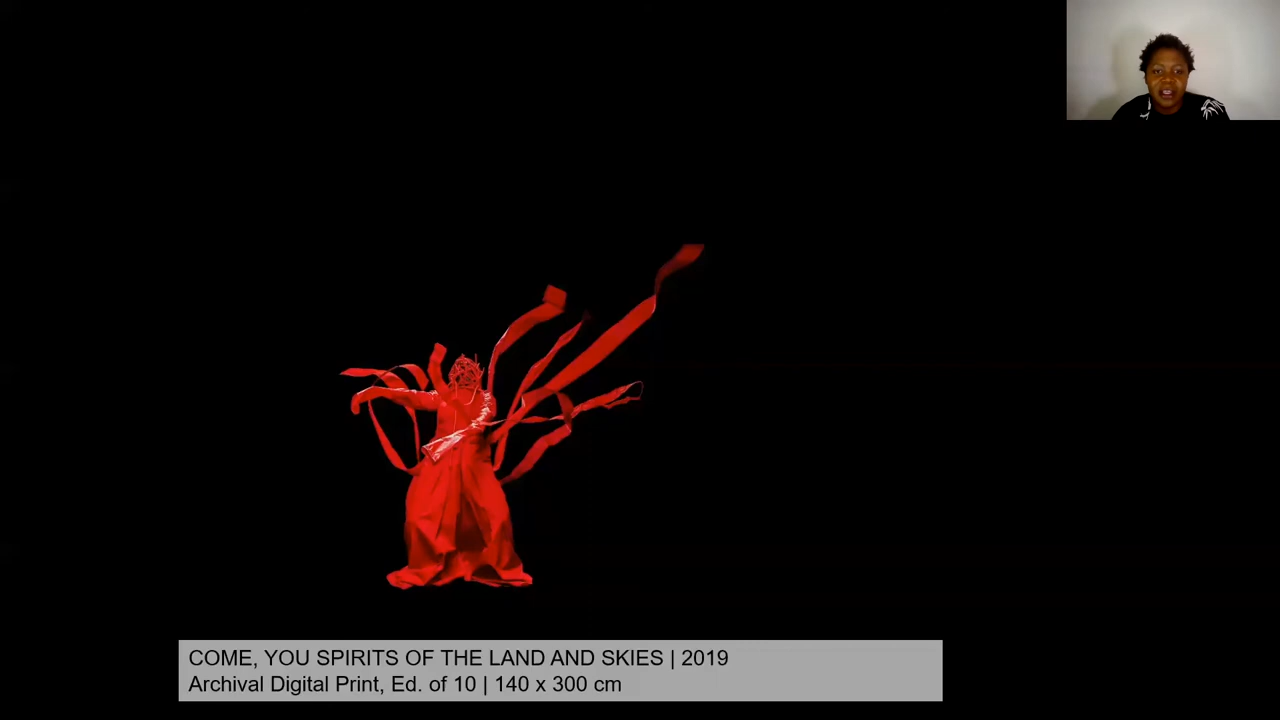 COME, YOU SPIRITS OF THE LAND AND SKIES | 2019
Archival Digital Print, Ed. of 10 | 140 x 300 cm